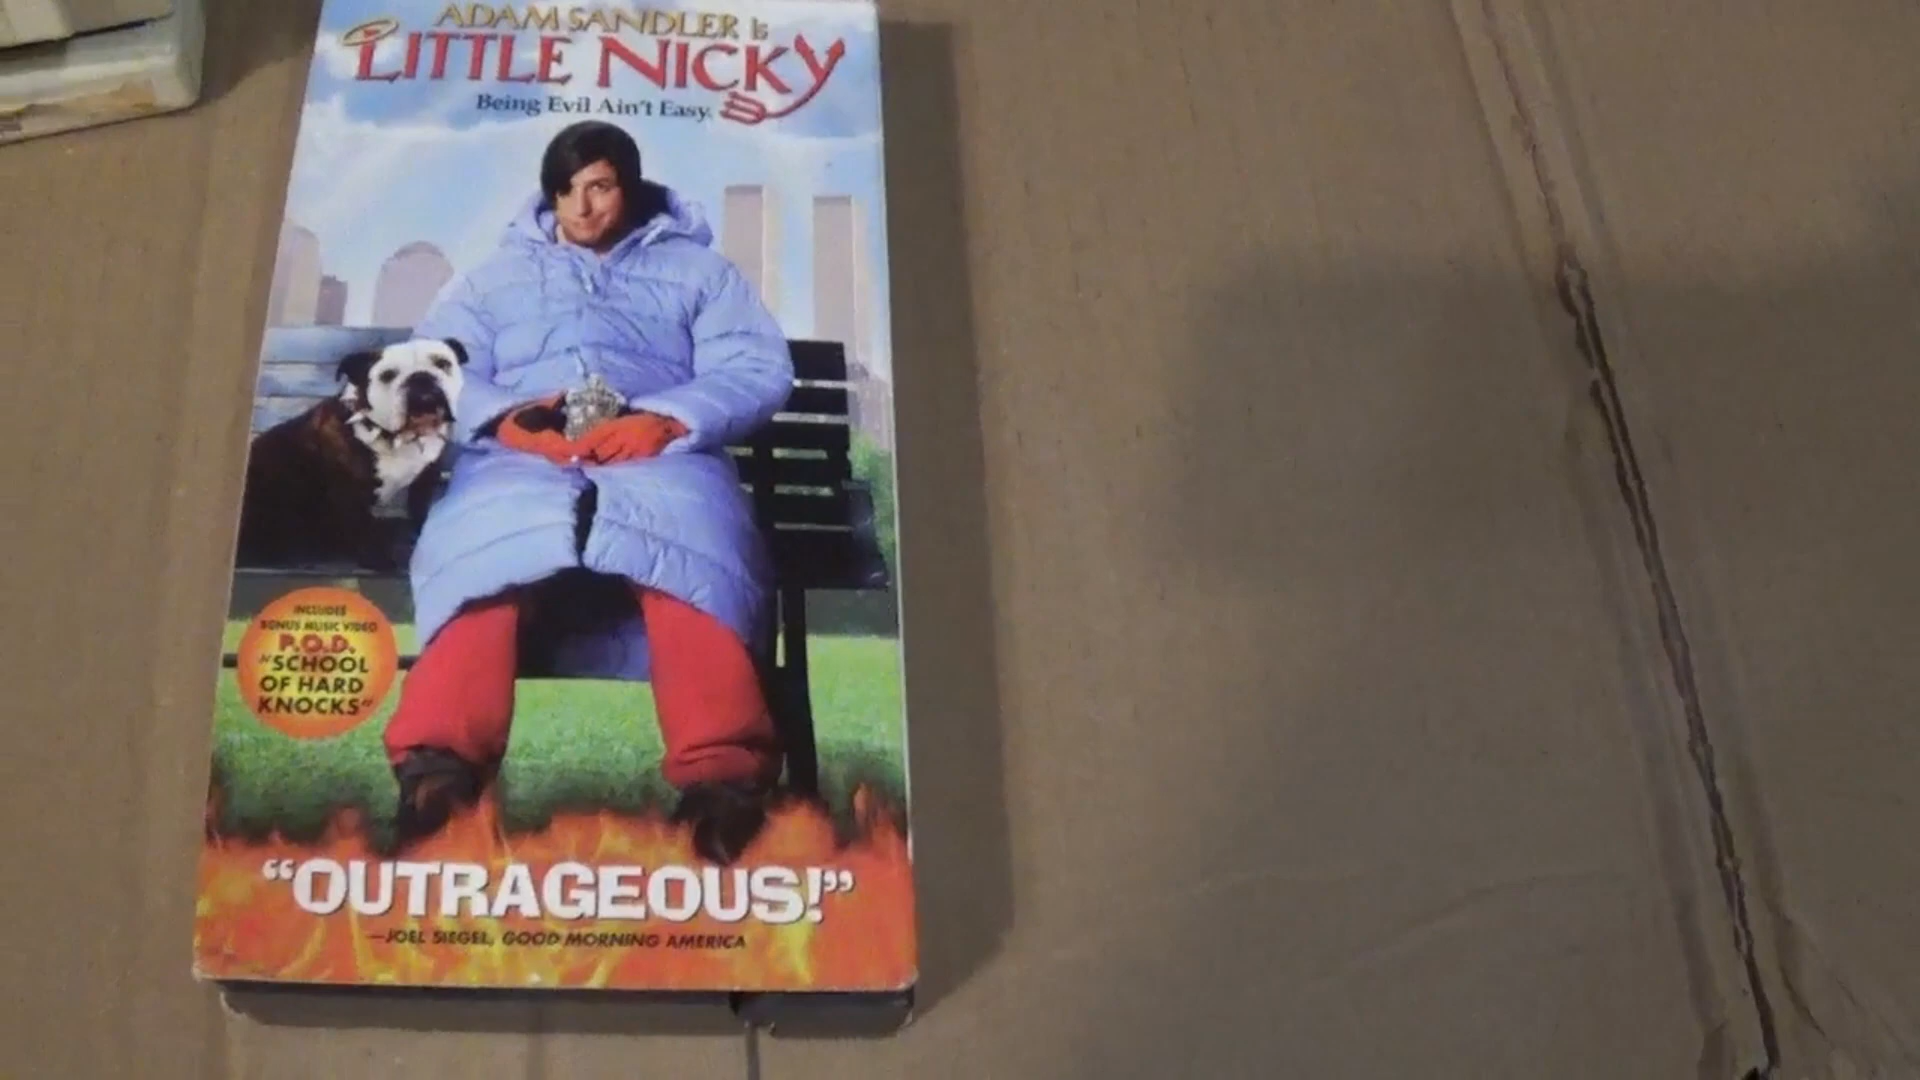 ADAM SANDLER Is
LITTLE NICKY
Being Evil Ain't Easy.
INCLUDES
BONUS MUSIC VIDEO
P.O.D.
"SCHOOL
OF HARD
KNOCKS"
"OUTRAGEOUS!"
—JOEL SIEGEL, GOOD MORNING AMERICA